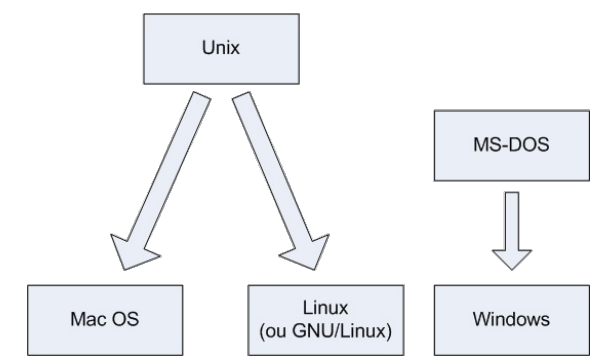 Unix
MS-DOS
Mac OS
Linux
(ou GNU/Linux)
Windows